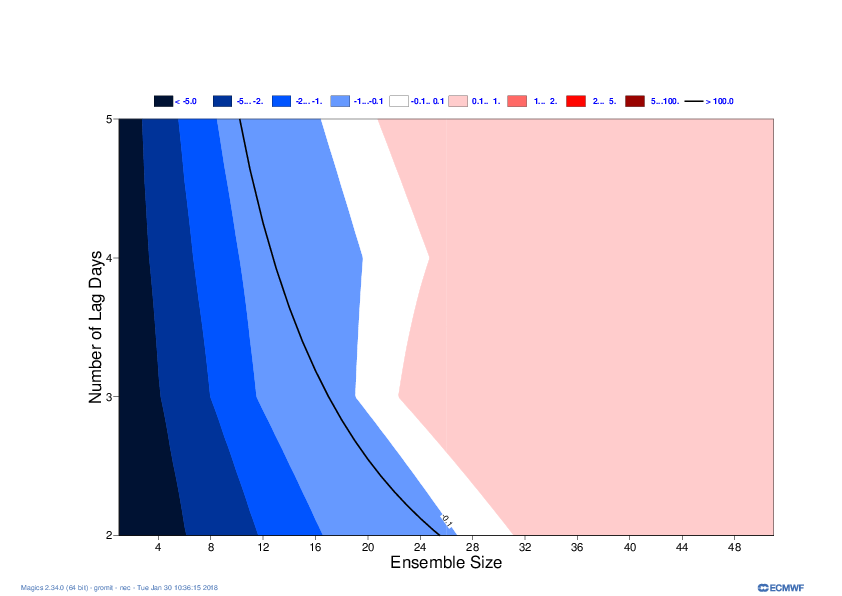 < -5.0 -5... -2. -2... -1. -1...-0.1 -0.1.. 0.1 0.1.. 1. 1... 2. 2... 5. 5...100. > 100.0
5
4
3
2
Number of Lag Days
-0.1
4 8 12 16 20 24 28 32 36 40 44 48
Ensemble Size
Magics 2.34.0 (64 bit) - gromit - nec - Tue Jan 30 10:36:15 2018
ECMWF